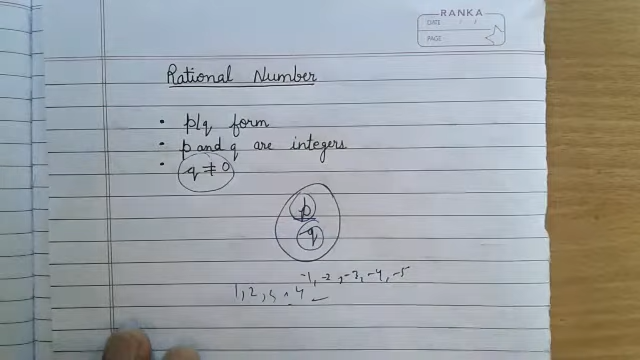 RANKA
DATE / /
PAGE
Rational Number
• p/q form
• p and q are integers
• q ≠ 0
p
q
-1, -2, -3, -4, -5
1, 2, 3, 4